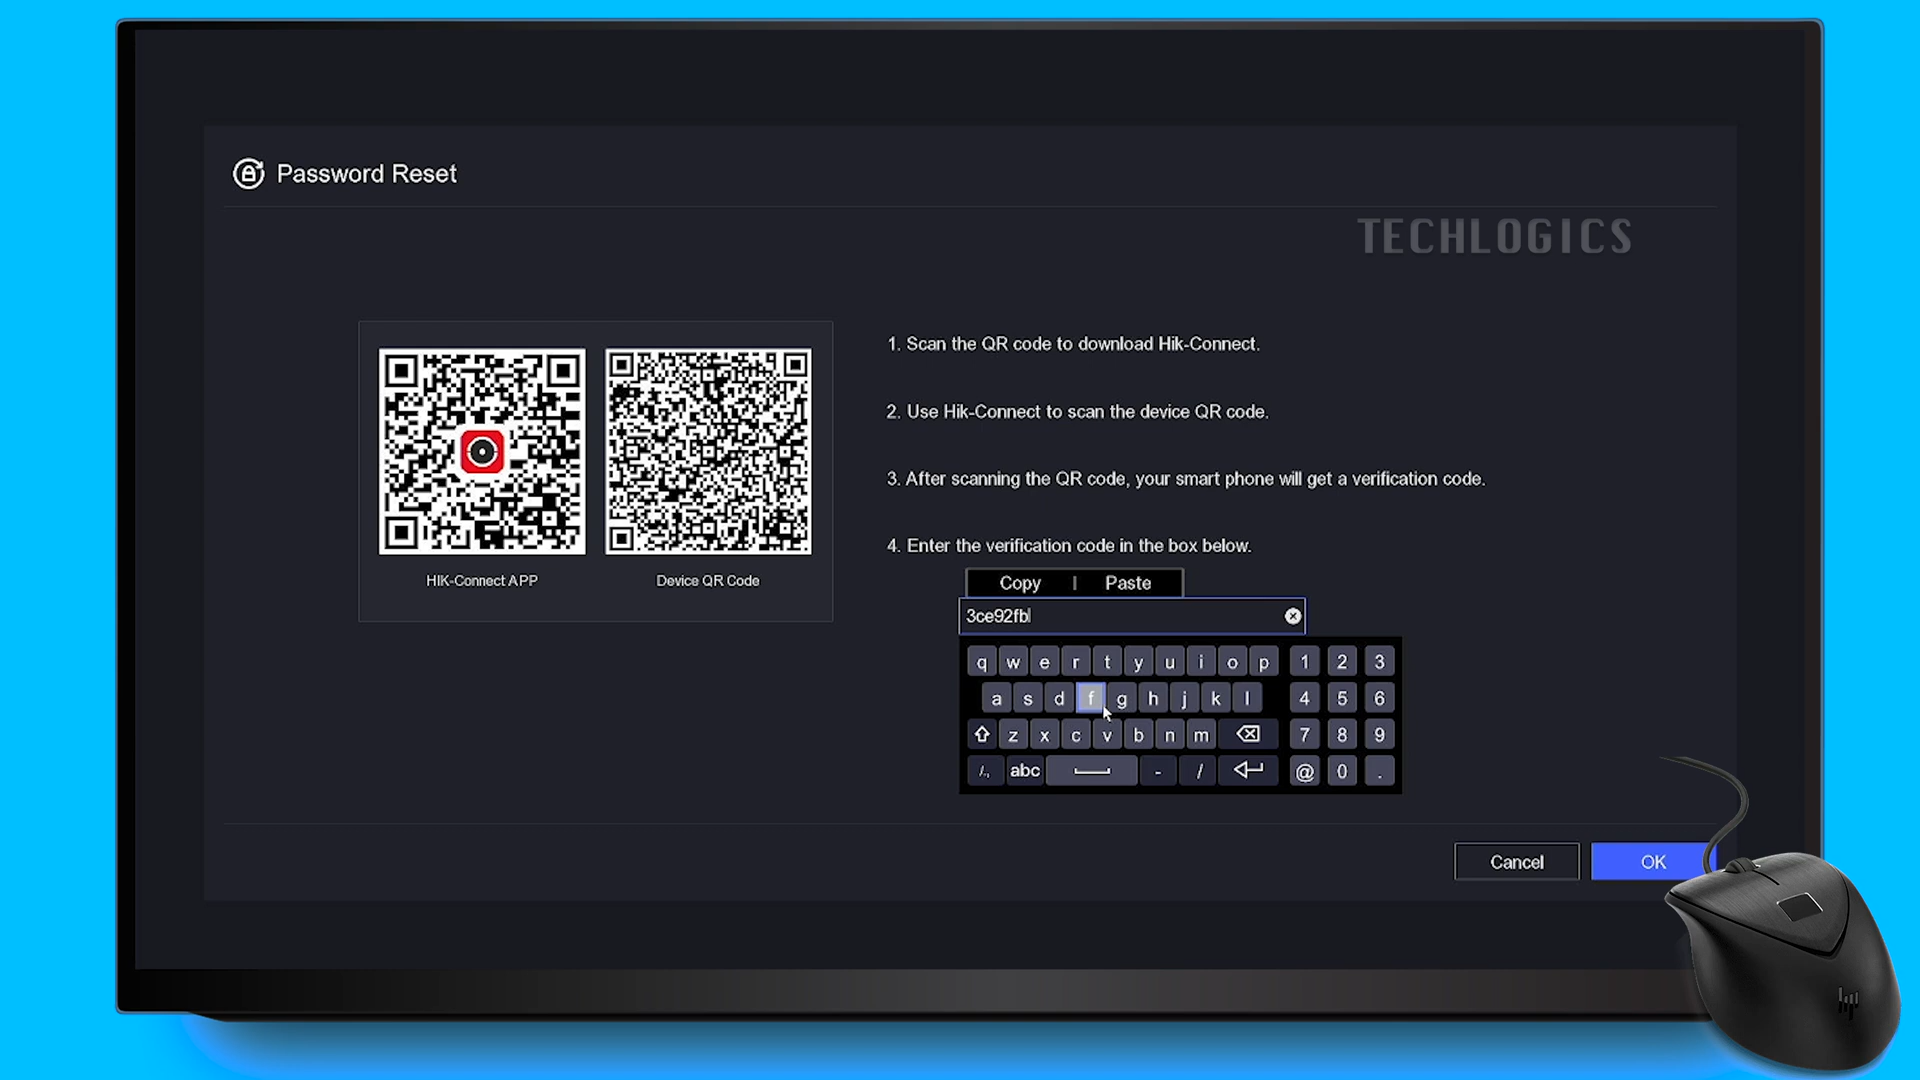 Password Reset
TECHLOGICS
1. Scan the QR code to download Hik-Connect.
2. Use Hik-Connect to scan the device QR code.
3. After scanning the QR code, your smart phone will get a verification code.
4. Enter the verification code in the box below.
HIK-Connect APP
Device QR Code
Copy | Paste
3ce92fb
q w e r t y u i o p 1 2 3
a s d f g h j k l 4 5 6
z x c v b n m 7 8 9
/., abc - / @ 0 .
Cancel
OK
hp